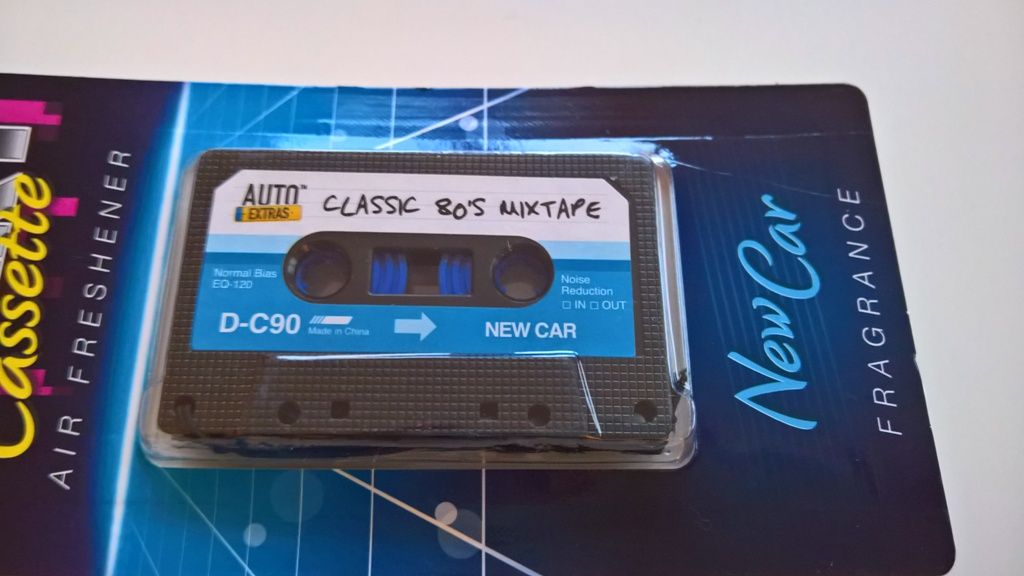 Cassette
AIR FRESHENER
AUTO™
EXTRAS
CLASSIC 80'S MIXTAPE
Normal Bias
EQ-120
Noise
Reduction
□ IN □ OUT
D-C90
Made in China
NEW CAR
New Car
FRAGRANCE